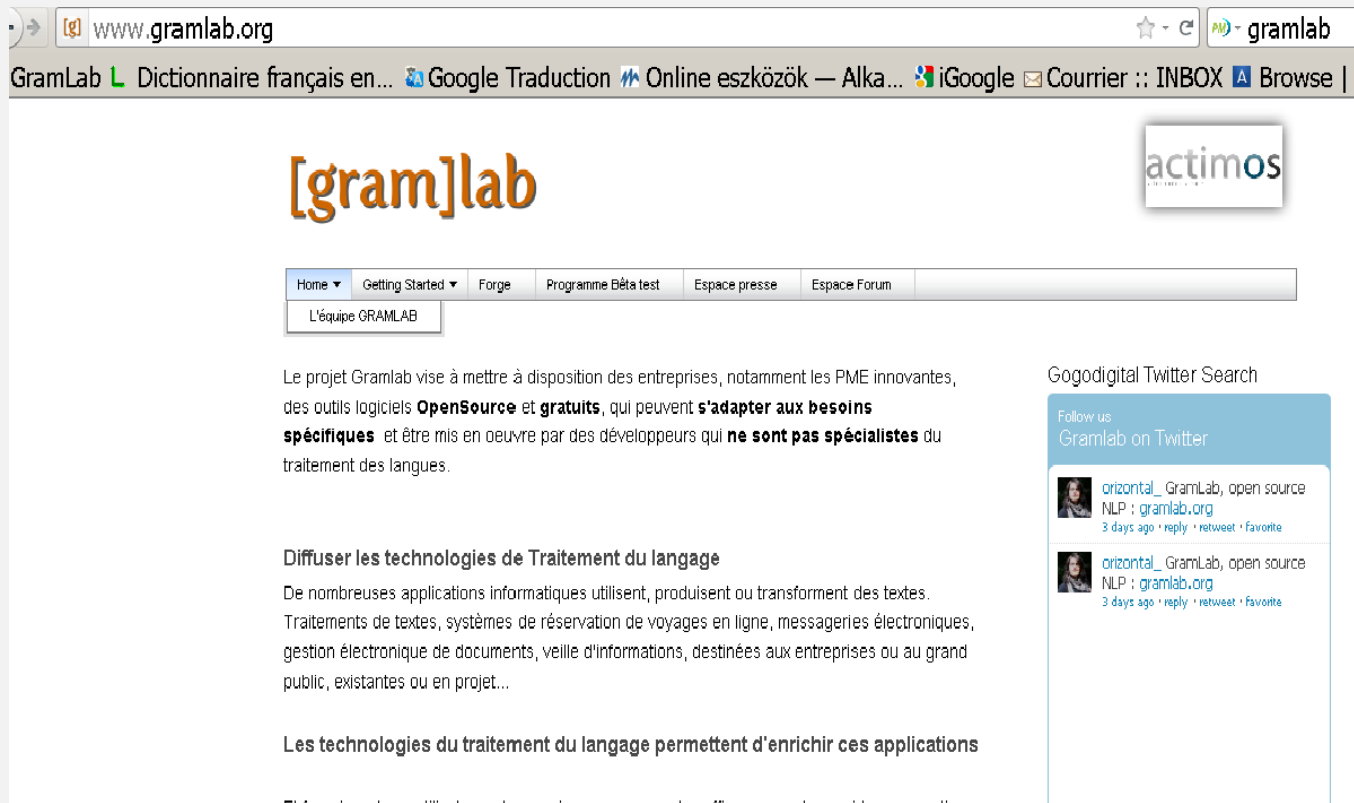 www.gramlab.org
gramlab
GramLab L Dictionnaire français en... Google Traduction Online eszközök — Alka... iGoogle Courrier :: INBOX A Browse |
[gram]lab
actimos
Home ▾ Getting Started ▾ Forge Programme Bêta test Espace presse Espace Forum
L'équipe GRAMLAB
Le projet Gramlab vise à mettre à disposition des entreprises, notamment les PME innovantes,
des outils logiciels OpenSource et gratuits, qui peuvent s'adapter aux besoins
spécifiques et être mis en oeuvre par des développeurs qui ne sont pas spécialistes du
traitement des langues.
Diffuser les technologies de Traitement du langage
De nombreuses applications informatiques utilisent, produisent ou transforment des textes.
Traitements de textes, systèmes de réservation de voyages en ligne, messageries électroniques,
gestion électronique de documents, veille d'informations, destinées aux entreprises ou au grand
public, existantes ou en projet...
Les technologies du traitement du langage permettent d'enrichir ces applications
Gogodigital Twitter Search
Follow us
Gramlab on Twitter
orizontal_ GramLab, open source
NLP : gramlab.org
3 days ago · reply · retweet · favorite
orizontal_ GramLab, open source
NLP : gramlab.org
3 days ago · reply · retweet · favorite